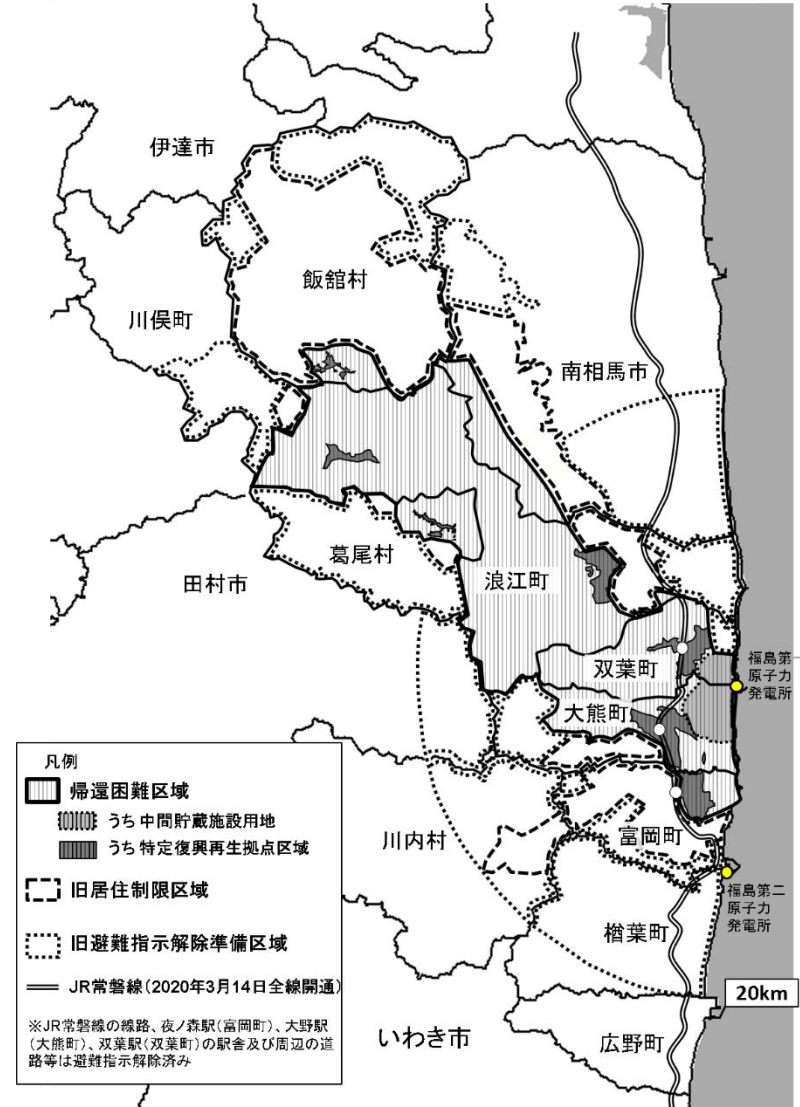 伊達市
飯舘村
川俣町
南相馬市
葛尾村
田村市
浪江町
双葉町
福島第一
原子力
発電所
大熊町
川内村
富岡町
福島第二
原子力
発電所
楢葉町
20km
いわき市
広野町
凡例
帰還困難区域
うち 中間貯蔵施設用地
うち 特定復興再生拠点区域
旧居住制限区域
旧避難指示解除準備区域
JR常磐線(2020年3月14日全線開通)
※JR常磐線の線路、夜ノ森駅(富岡町)、大野駅
(大熊町)、双葉駅(双葉町)の駅舎及び周辺の道
路等は避難指示解除済み